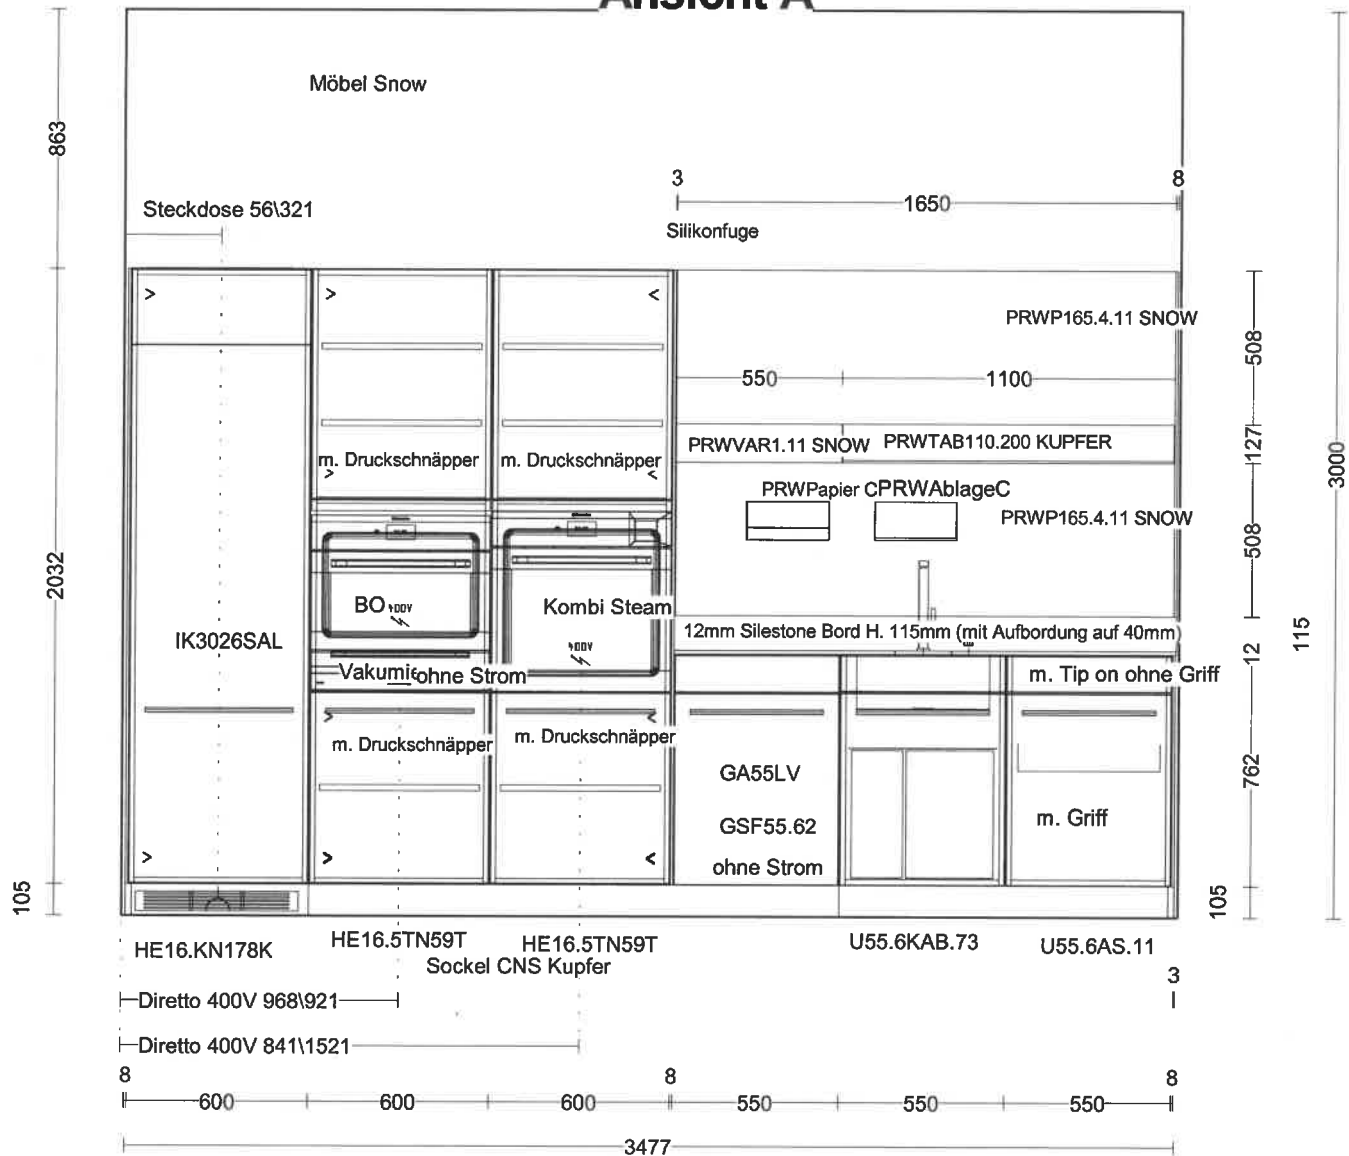 Ansicht A
Möbel Snow
863
3
8
1650
Steckdose 56\321
Silikonfuge
PRWP165.4.11 SNOW
508
550
1100
127
PRWVAR1.11 SNOW
PRWTAB110.200 KUPFER
m. Druckschnäpper
m. Druckschnäpper
3000
PRWPapier C
PRWAblageC
PRWP165.4.11 SNOW
508
2032
BO
400V
Kombi Steam
400V
IK3026SAL
12mm Silestone Bord H. 115mm (mit Aufbordung auf 40mm)
115
12
ohne Strom
m. Tip on ohne Griff
m. Druckschnäpper
m. Druckschnäpper
GA55LV
762
GSF55.62
m. Griff
ohne Strom
105
105
HE16.KN178K
HE16.5TN59T
HE16.5TN59T
U55.6KAB.73
U55.6AS.11
Sockel CNS Kupfer
3
Diretto 400V 968\921
Diretto 400V 841\1521
8
8
8
600
600
600
550
550
550
3477